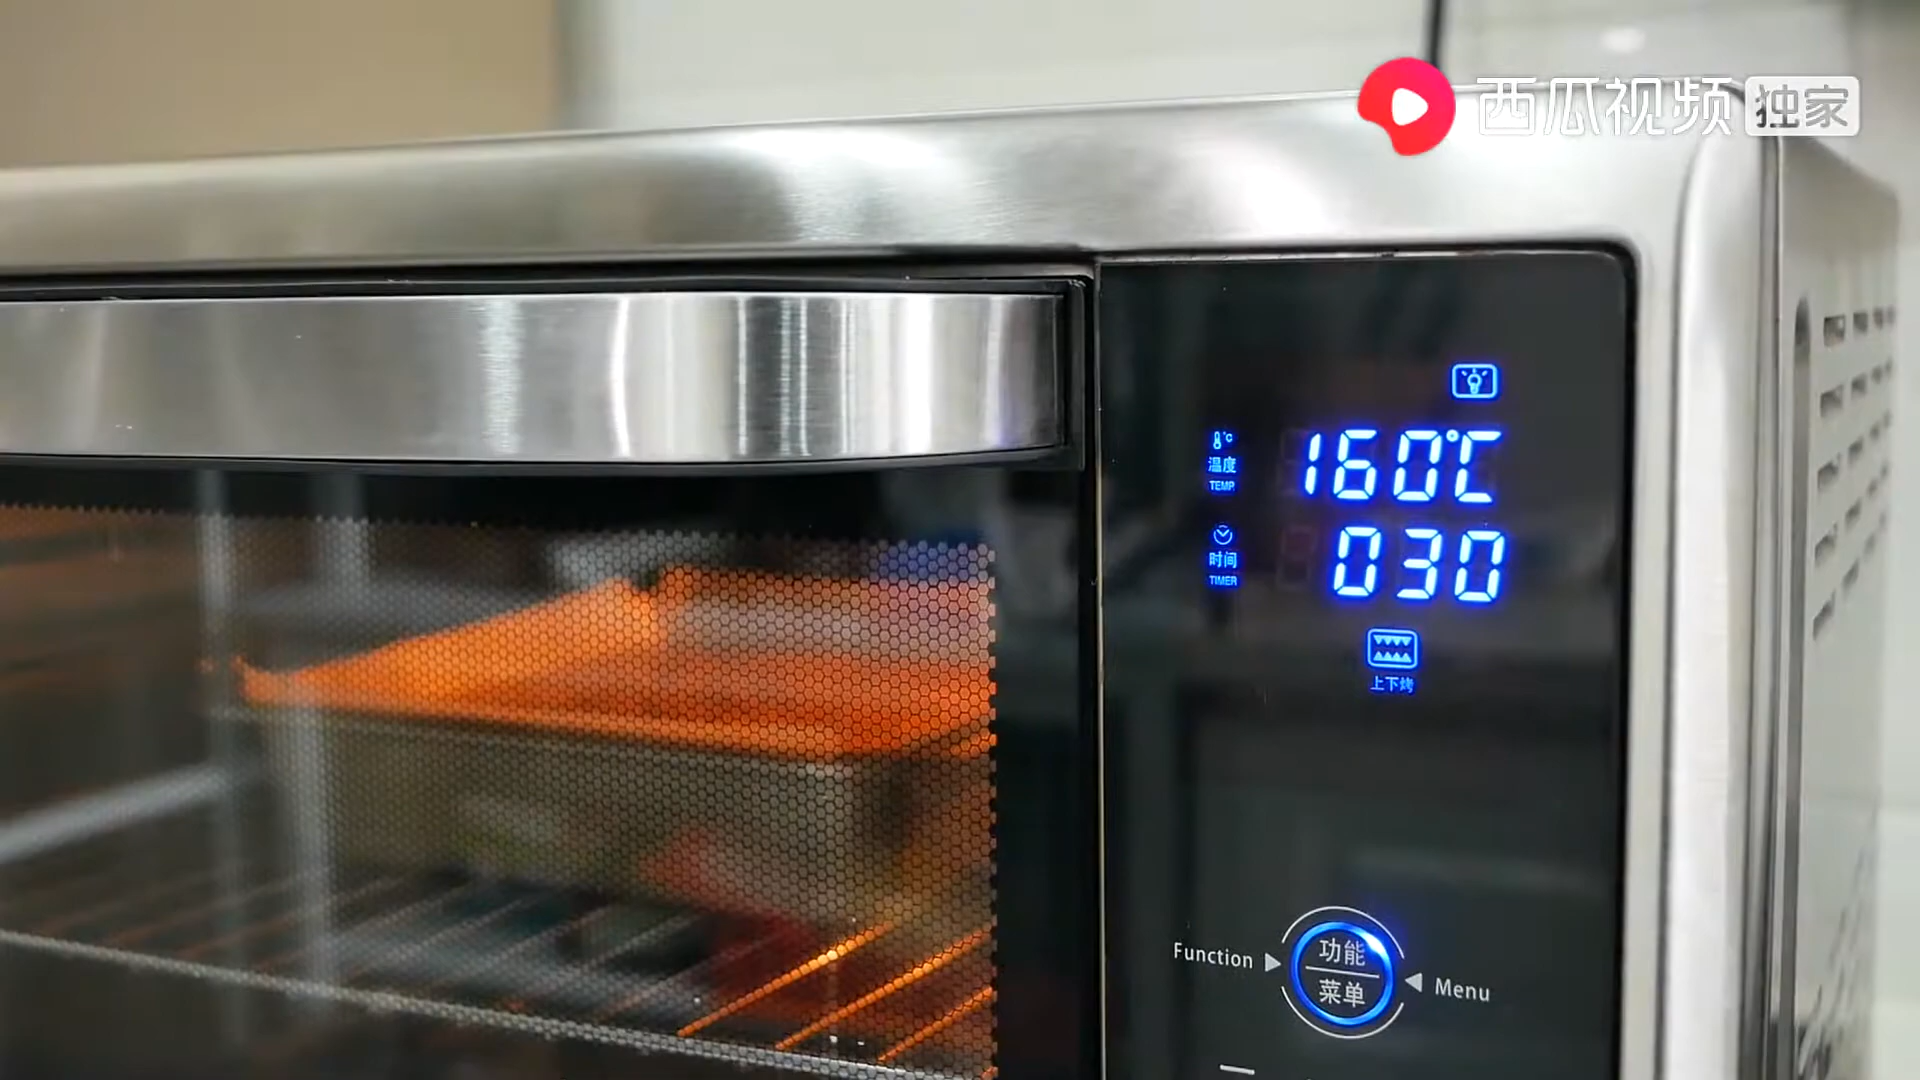 西瓜视频 独家
160℃
°C
温度
TEMP.
030
时间
TIMER
上下烤
功能
Function
Menu
菜单